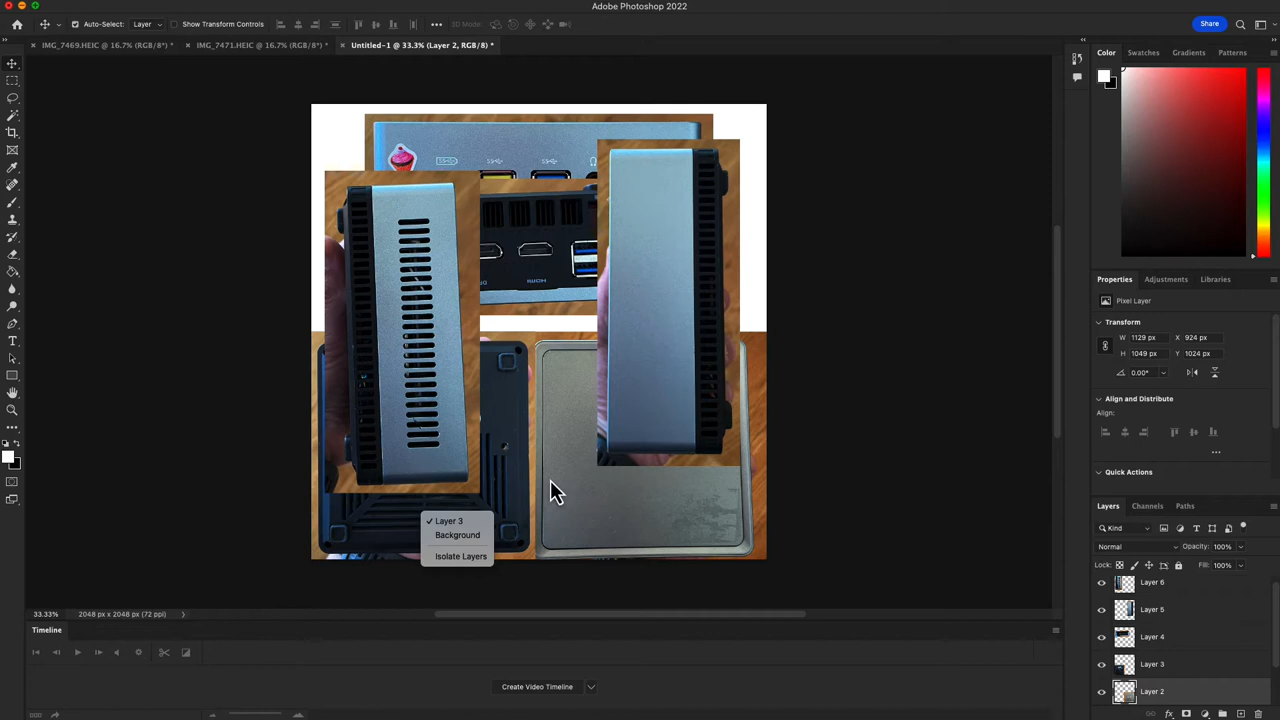 Adobe Photoshop 2022
Auto-Select: Layer Show Transform Controls 3D Mode: Share
IMG_7469.HEIC @ 16.7% (RGB/8*) * IMG_7471.HEIC @ 16.7% (RGB/8*) * Untitled-1 @ 33.3% (Layer 2, RGB/8) *
Color Swatches Gradients Patterns
HDMI
Properties Adjustments Libraries
Pixel Layer
Transform
W 1129 px X 924 px
H 1049 px Y 1024 px
0.00°
Align and Distribute
Align:
Quick Actions
Layers Channels Paths
Kind
Normal Opacity: 100%
Lock: Fill: 100%
Layer 6
Layer 5
Layer 4
Layer 3
Layer 2
Layer 3
Background
Isolate Layers
33.33% 2048 px x 2048 px (72 ppi)
Timeline
Create Video Timeline